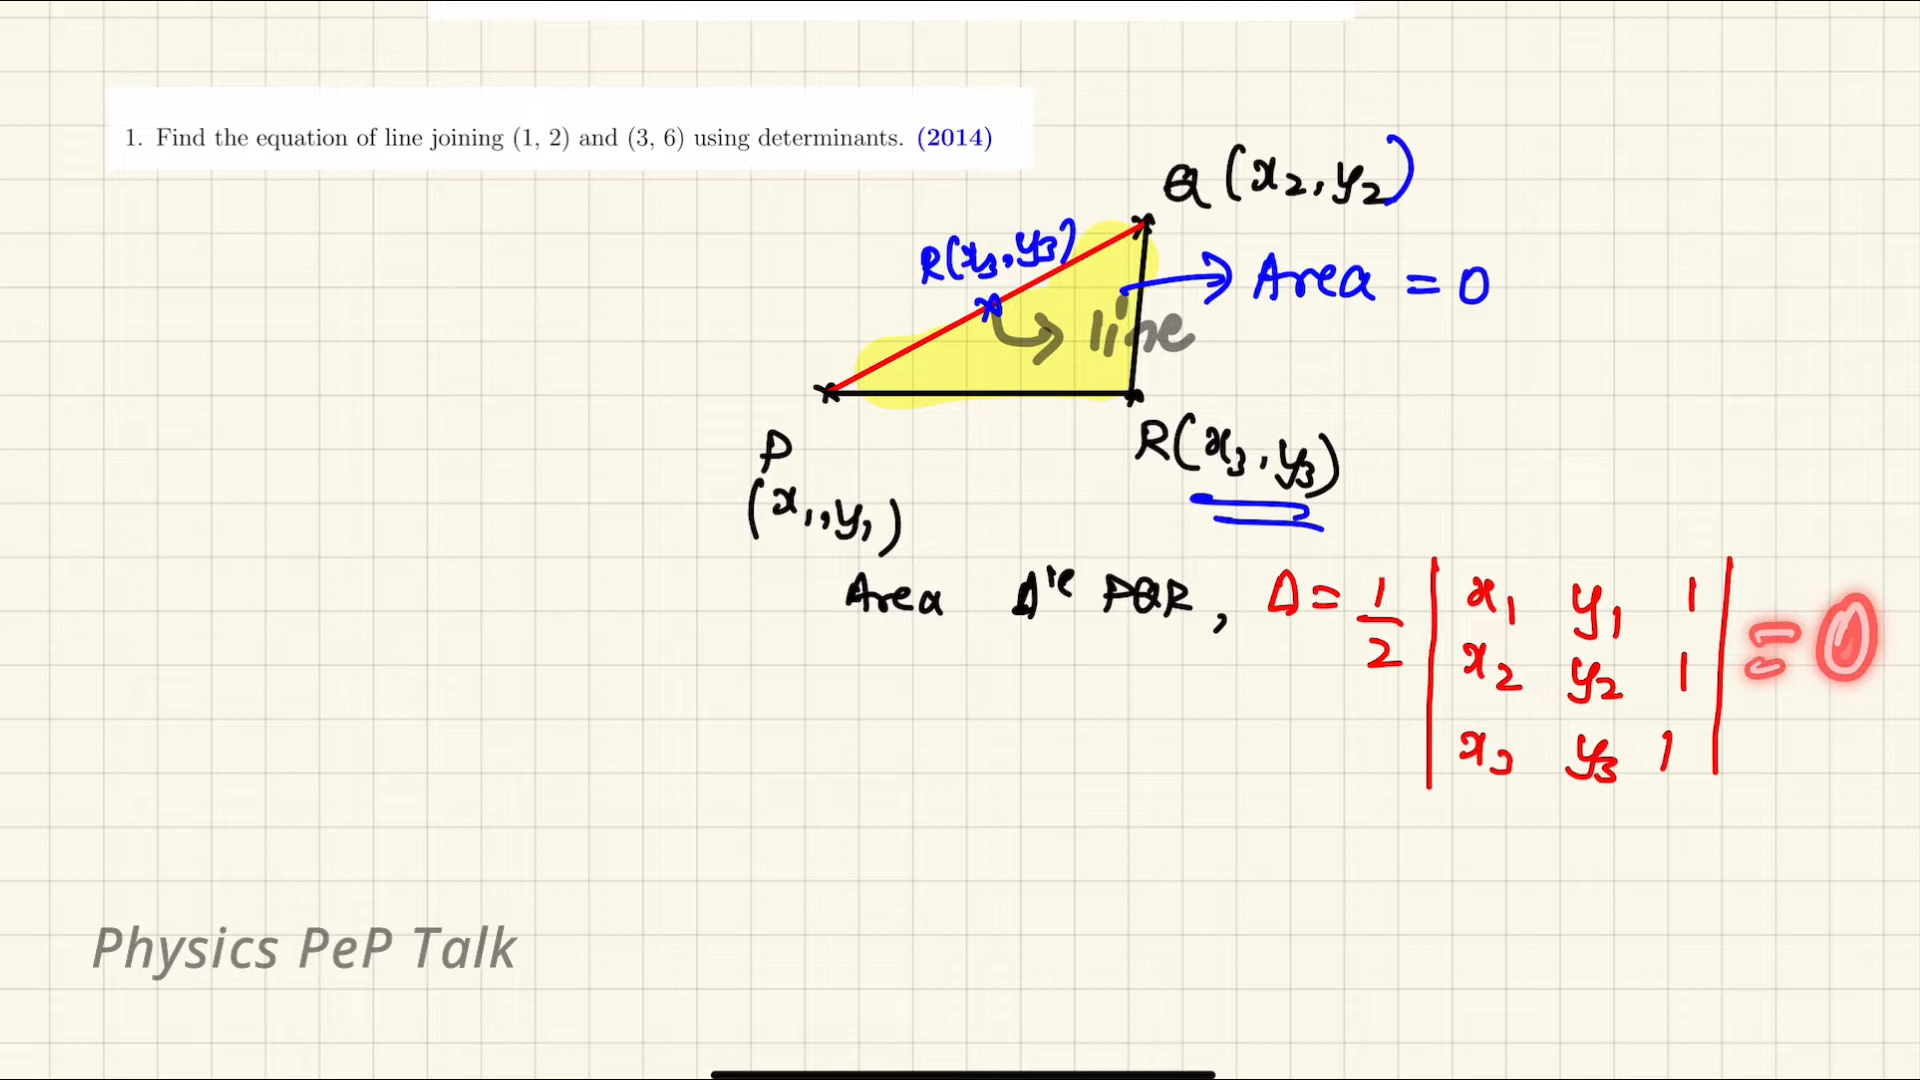 1. Find the equation of line joining (1, 2) and (3, 6) using determinants. (2014)
Q (x₂, y₂)
R(x₃, y₃)
Area = 0
line
P
(x₁, y₁)
R(x₃, y₃)
Area Δˡᵉ PQR, Δ = 1/2 | x₁ y₁ 1 | = 0
x₂ y₂ 1
x₃ y₃ 1
Physics PeP Talk